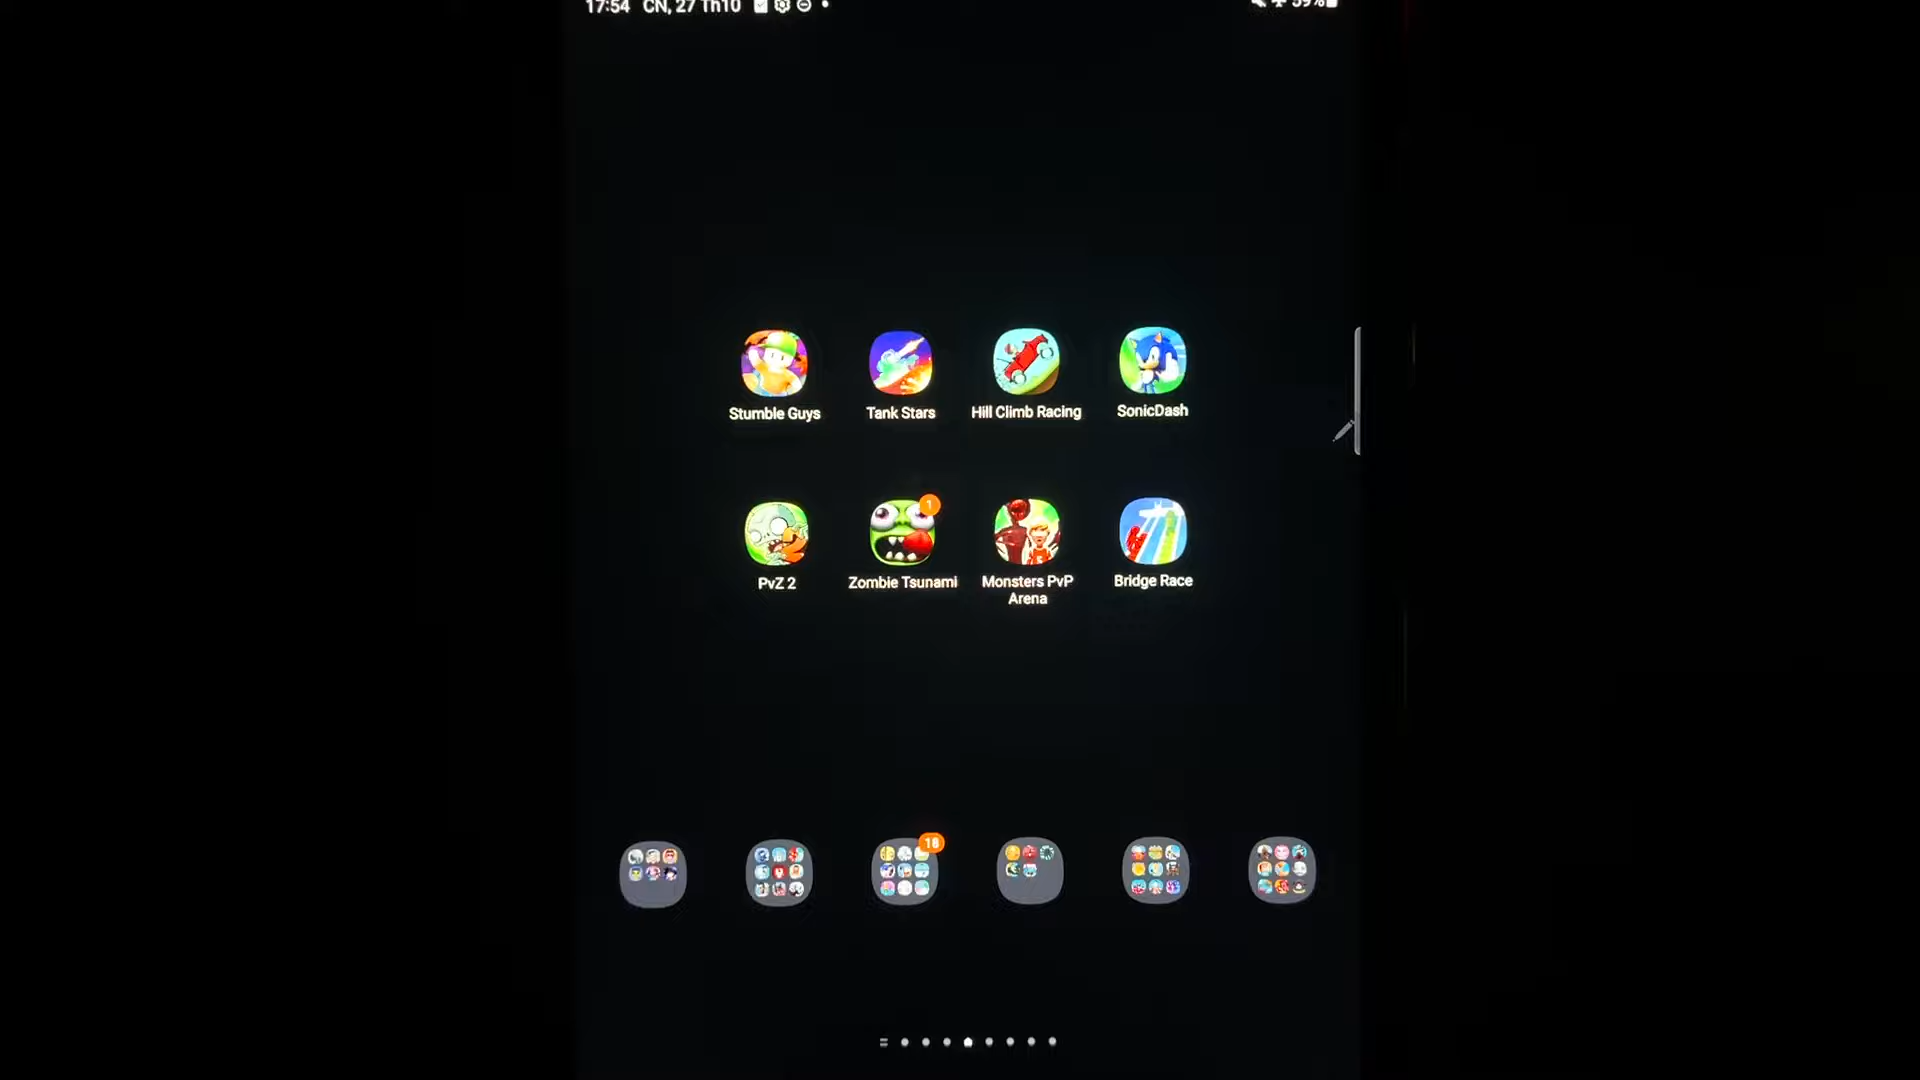 17:54 CN, 27 Th10 59%
Stumble Guys Tank Stars Hill Climb Racing SonicDash
1
PvZ 2 Zombie Tsunami Monsters PvP Arena Bridge Race
18